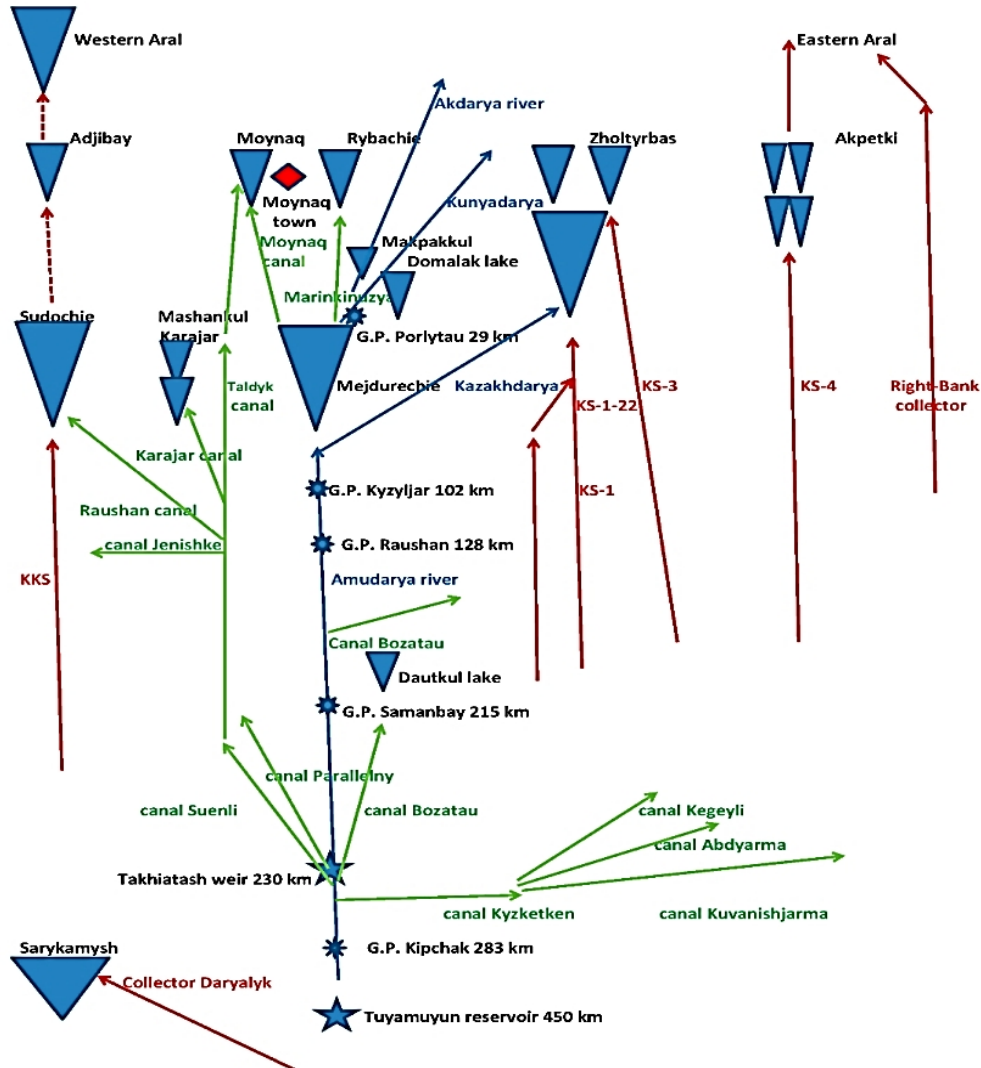 Western Aral
Eastern Aral
Akdarya river
Adjibay
Moynaq
Rybachie
Zholtyrbas
Akpetki
Moynaq
town
Kunyadarya
Moynaq
canal
Makpakkul
Domalak lake
Marinkinuzyak
Sudochie
Mashankul
Karajar
G.P. Porlytau 29 km
Taldyk
canal
Mejdurechie
Kazakhdarya
KS-3
KS-4
Right-Bank
collector
KS-1-22
Karajar canal
G.P. Kyzyljar 102 km
KS-1
Raushan canal
canal Jenishke
G.P. Raushan 128 km
KKS
Amudarya river
Canal Bozatau
Dautkul lake
G.P. Samanbay 215 km
canal Parallelny
canal Suenli
canal Bozatau
canal Kegeyli
canal Abdyarma
Takhiatash weir 230 km
canal Kyzketken
canal Kuvanishjarma
Sarykamysh
G.P. Kipchak 283 km
Collector Daryalyk
Tuyamuyun reservoir 450 km